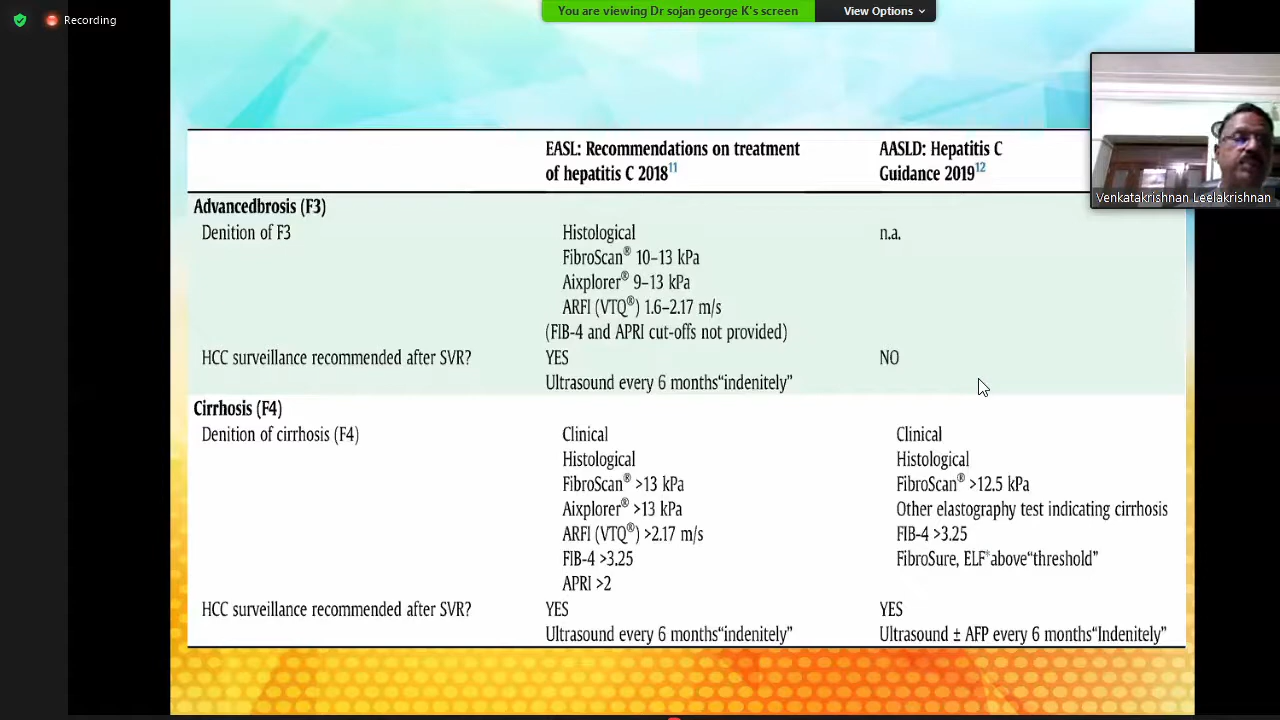 Recording
You are viewing Dr sojan george K's screen
View Options
Venkatakrishnan Leelakrishnan
EASL: Recommendations on treatment of hepatitis C 2018¹¹
AASLD: Hepatitis C Guidance 2019¹²
Advancedbrosis (F3)
Denition of F3
Histological
n.a.
FibroScan® 10–13 kPa
Aixplorer® 9–13 kPa
ARFI (VTQ®) 1.6–2.17 m/s
(FIB-4 and APRI cut-offs not provided)
HCC surveillance recommended after SVR?
YES
NO
Ultrasound every 6 months“indenitely”
Cirrhosis (F4)
Denition of cirrhosis (F4)
Clinical
Clinical
Histological
Histological
FibroScan® >13 kPa
FibroScan® >12.5 kPa
Aixplorer® >13 kPa
Other elastography test indicating cirrhosis
ARFI (VTQ®) >2.17 m/s
FIB-4 >3.25
FIB-4 >3.25
FibroSure, ELF*above“threshold”
APRI >2
HCC surveillance recommended after SVR?
YES
YES
Ultrasound every 6 months“indenitely”
Ultrasound ± AFP every 6 months“Indenitely”